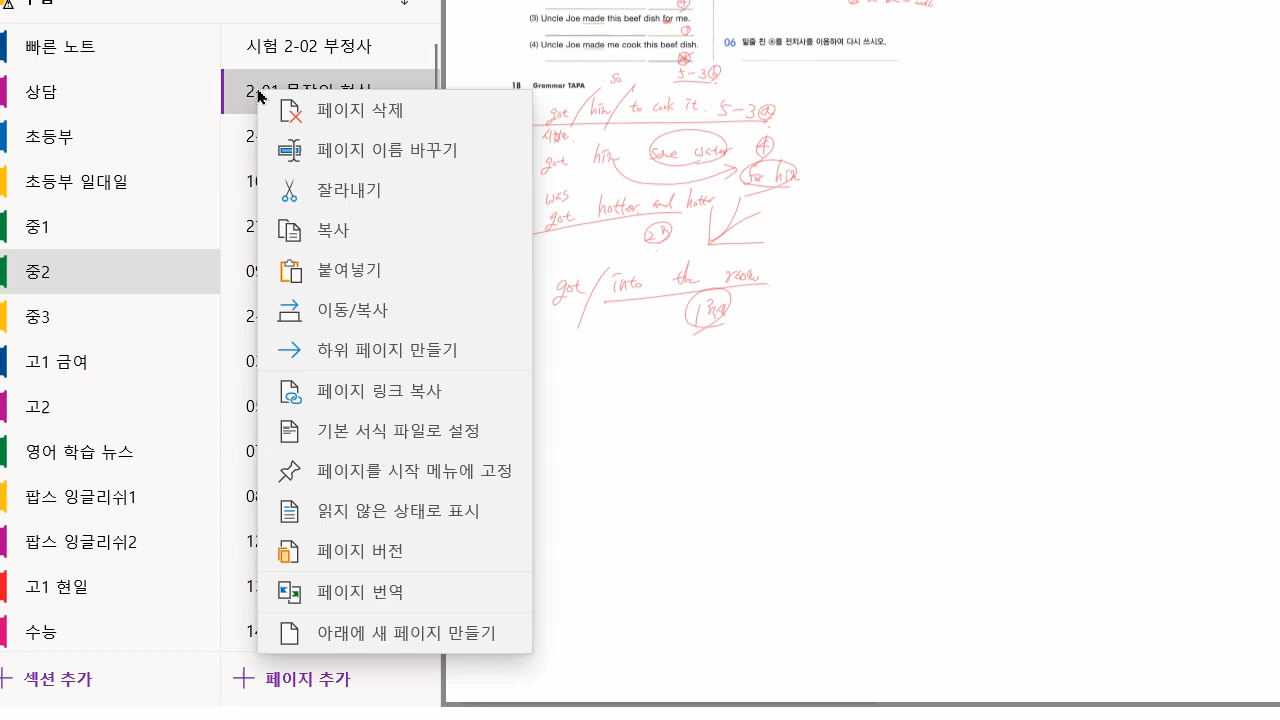 빠른 노트
상담
초등부
초등부 일대일
중1
중2
중3
고1 금여
고2
영어 학습 뉴스
팝스 잉글리쉬1
팝스 잉글리쉬2
고1 현일
수능
섹션 추가
시험 2-02 부정사
페이지 추가
페이지 삭제
페이지 이름 바꾸기
잘라내기
복사
붙여넣기
이동/복사
하위 페이지 만들기
페이지 링크 복사
기본 서식 파일로 설정
페이지를 시작 메뉴에 고정
읽지 않은 상태로 표시
페이지 버전
페이지 번역
아래에 새 페이지 만들기
(3) Uncle Joe made this beef dish for me.
(4) Uncle Joe made me cook this beef dish.
06 밑줄 친 ⓐ를 전치사를 이용하여 다시 쓰시오.
18 Grammar TAPA
5-3ⓑ
got / him / to cook it. 5-3ⓐ
got him some water ④
for him
was
got hotter and hotter
got / into the room